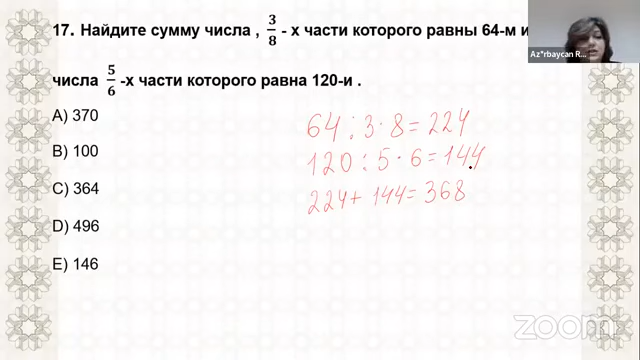 17. Найдите сумму числа , 3/8 - х части которого равны 64-м и
Az*rbaycan R...
числа 5/6 -х части которого равна 120-и .
A) 370
64 : 3 · 8 = 224
B) 100
120 : 5 · 6 = 144
C) 364
224 + 144 = 368
D) 496
E) 146
zoom